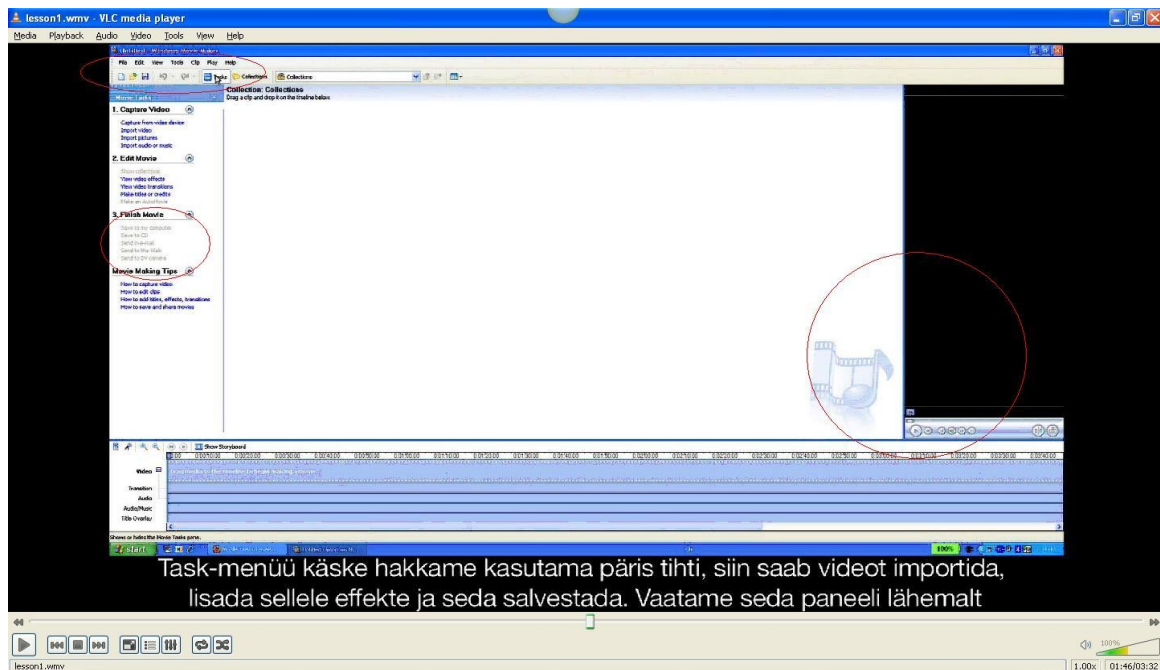 lesson1.wmv - VLC media player
Media Playback Audio Video Tools View Help
Untitled - Windows Movie Maker
File Edit View Tools Clip Play Help
Tasks Collections Collections
Movie Tasks
Collection: Collections
Drag a clip and drop it on the timeline below.
1. Capture Video
Capture from video device
Import video
Import pictures
Import audio or music
2. Edit Movie
Show collections
View video effects
View video transitions
Make titles or credits
Make an AutoMovie
3. Finish Movie
Save to my computer
Save to CD
Send in e-mail
Send to the Web
Send to DV camera
Movie Making Tips
How to capture video
How to edit clips
How to add titles, effects, transitions
How to save and share movies
Show Storyboard
Video
Transition
Audio
Audio/Music
Title Overlay
Shows or hides the Movie Tasks pane.
start
100%
Task-menüü käske hakkame kasutama päris tihti, siin saab videot importida,
lisada sellele effekte ja seda salvestada. Vaatame seda paneeli lähemalt
100%
lesson1.wmv 1.00x 01:46/03:32